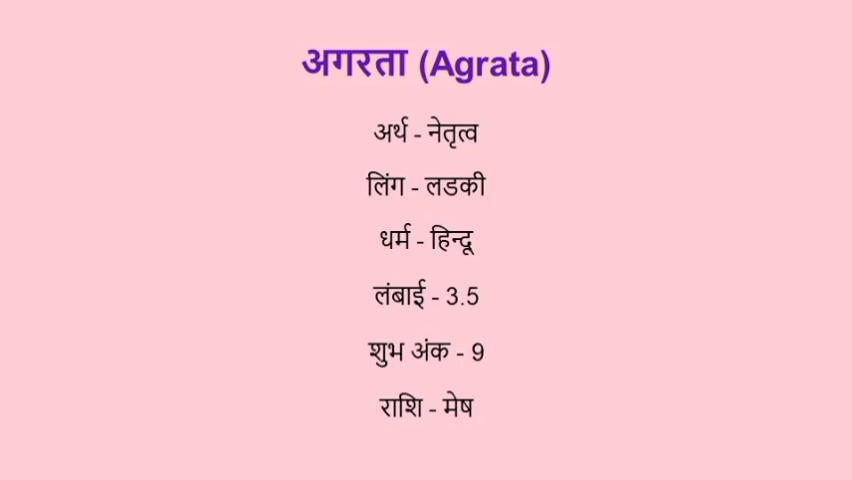 अगरता (Agrata)
अर्थ - नेतृत्व
लिंग - लडकी
धर्म - हिन्दू
लंबाई - 3.5
शुभ अंक - 9
राशि - मेष